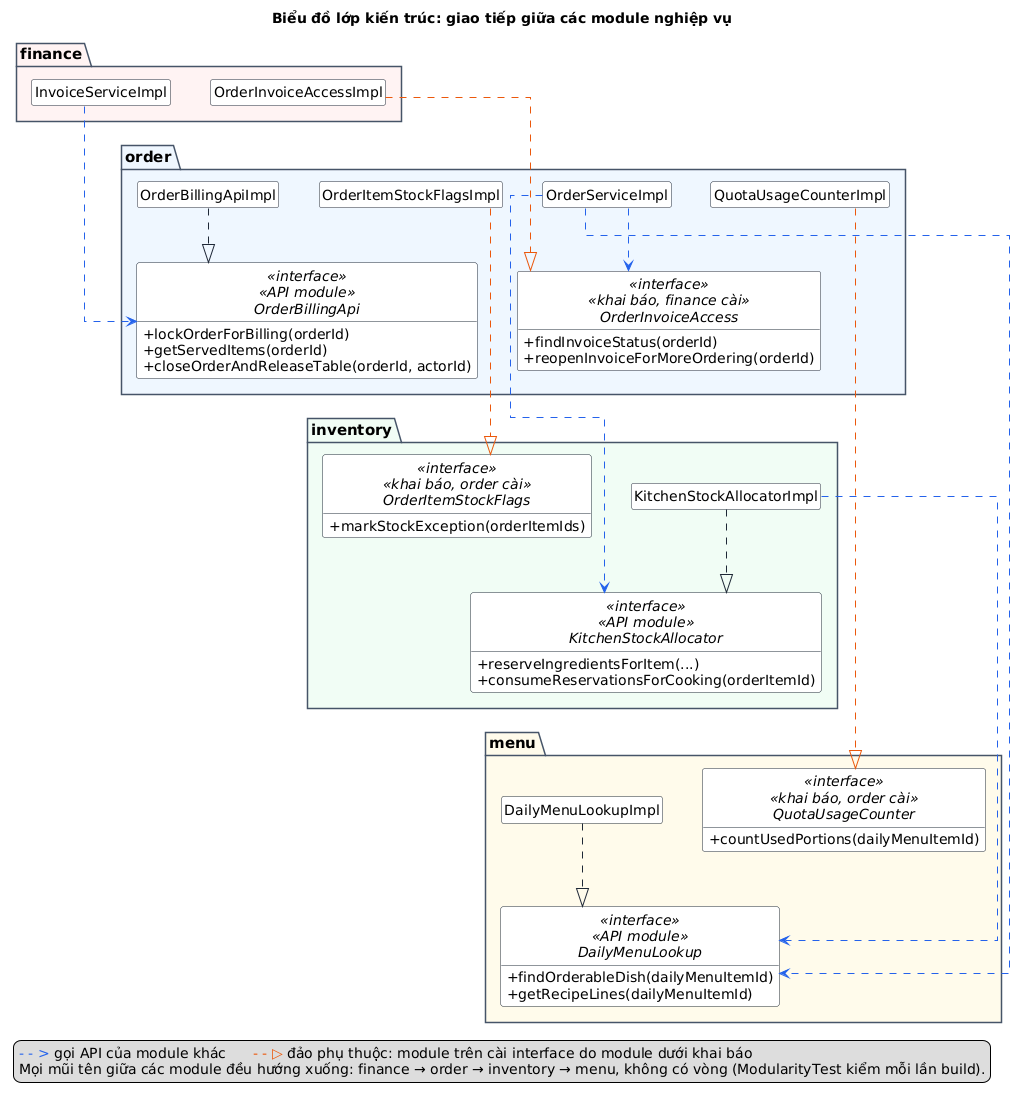 Biểu đồ lớp kiến trúc: giao tiếp giữa các module nghiệp vụ
finance
InvoiceServiceImpl
OrderInvoiceAccessImpl
order
OrderBillingApiImpl
OrderItemStockFlagsImpl
OrderServiceImpl
QuotaUsageCounterImpl
«interface»
«API module»
OrderBillingApi
+lockOrderForBilling(orderId)
+getServedItems(orderId)
+closeOrderAndReleaseTable(orderId, actorId)
«interface»
«khai báo, finance cài»
OrderInvoiceAccess
+findInvoiceStatus(orderId)
+reopenInvoiceForMoreOrdering(orderId)
inventory
«interface»
«khai báo, order cài»
OrderItemStockFlags
+markStockException(orderItemIds)
KitchenStockAllocatorImpl
«interface»
«API module»
KitchenStockAllocator
+reserveIngredientsForItem(...)
+consumeReservationsForCooking(orderItemId)
menu
«interface»
«khai báo, order cài»
QuotaUsageCounter
+countUsedPortions(dailyMenuItemId)
DailyMenuLookupImpl
«interface»
«API module»
DailyMenuLookup
+findOrderableDish(dailyMenuItemId)
+getRecipeLines(dailyMenuItemId)
- - > gọi API của module khác - - ▷ đảo phụ thuộc: module trên cài interface do module dưới khai báo
Mọi mũi tên giữa các module đều hướng xuống: finance → order → inventory → menu, không có vòng (ModularityTest kiểm mỗi lần build).